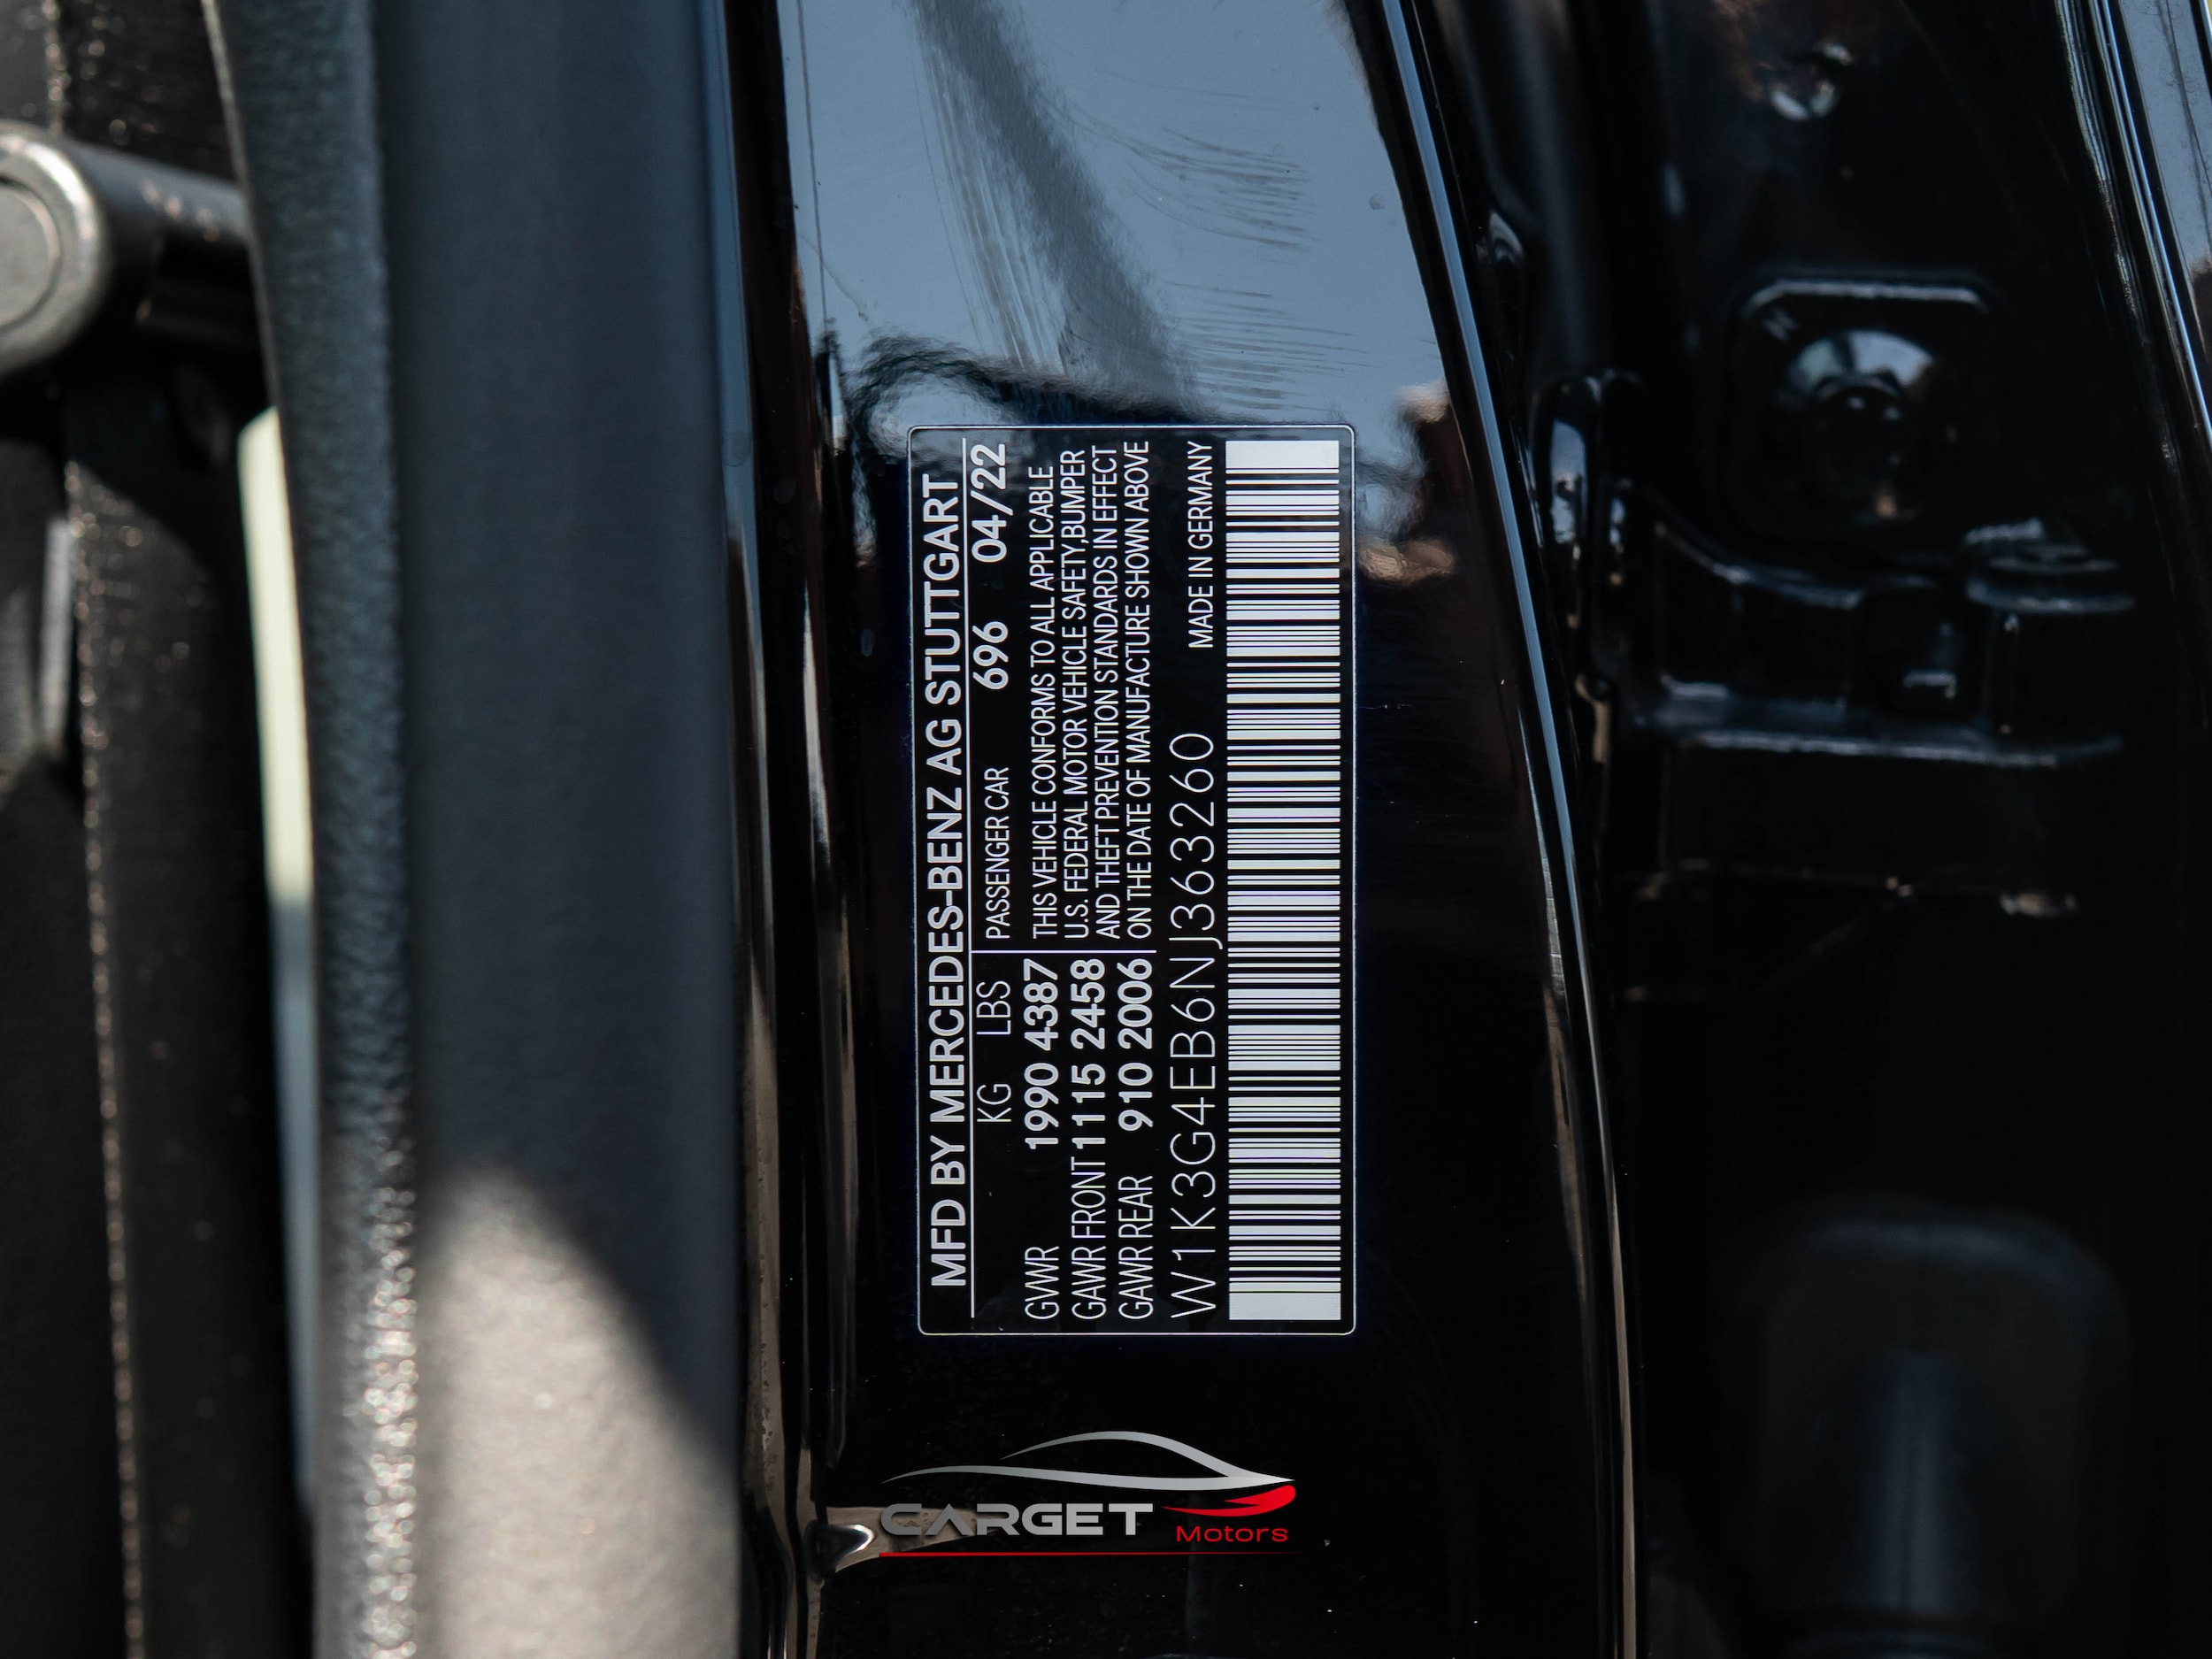 MFD BY MERCEDES-BENZ AG STUTTGART
KG LBS
GVWR 1990 4387
GAWR FRONT 1115 2458
GAWR REAR 910 2006
PASSENGER CAR 696 04/22
THIS VEHICLE CONFORMS TO ALL APPLICABLE
U.S. FEDERAL MOTOR VEHICLE SAFETY,BUMPER
AND THEFT PREVENTION STANDARDS IN EFFECT
ON THE DATE OF MANUFACTURE SHOWN ABOVE
W1K3G4EB6NJ363260 MADE IN GERMANY
CARGET
Motors